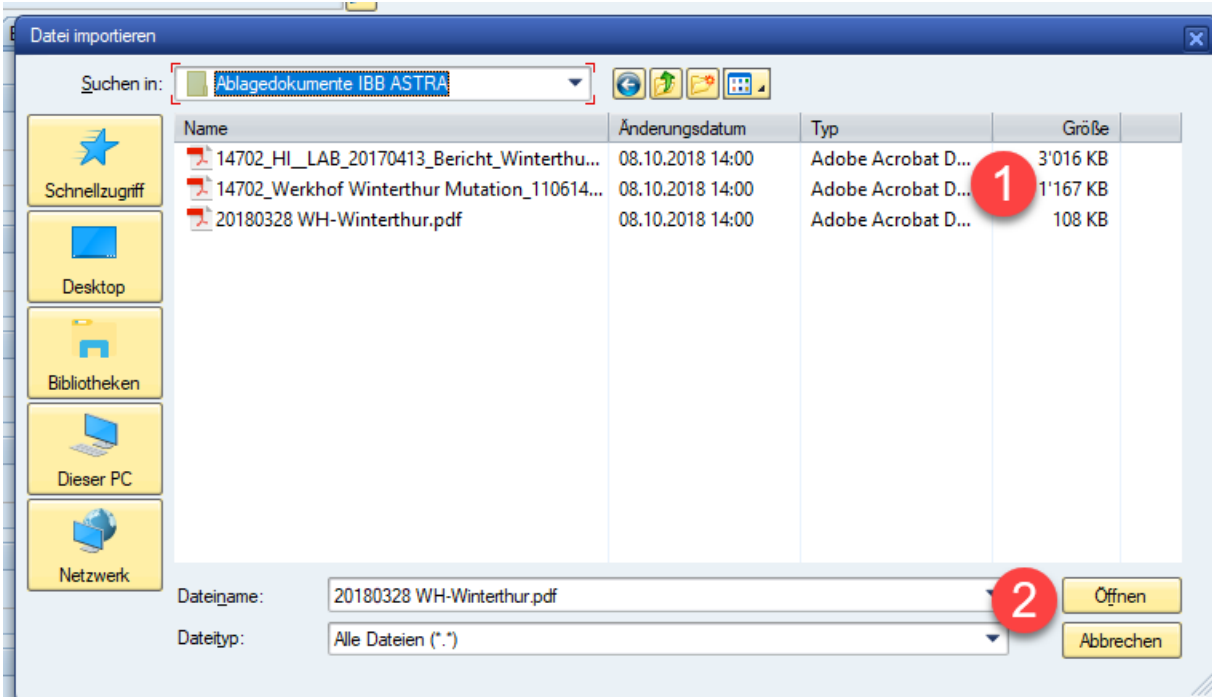 Datei importieren
Suchen in: Ablagedokumente IBB ASTRA
Name Änderungsdatum Typ Größe
14702_HI__LAB_20170413_Bericht_Winterthu... 08.10.2018 14:00 Adobe Acrobat D... 3'016 KB
14702_Werkhof Winterthur Mutation_110614... 08.10.2018 14:00 Adobe Acrobat D... 1'167 KB
1
20180328 WH-Winterthur.pdf 08.10.2018 14:00 Adobe Acrobat D... 108 KB
Schnellzugriff
Desktop
Bibliotheken
Dieser PC
Netzwerk
Dateiname: 20180328 WH-Winterthur.pdf
2
Öffnen
Dateityp: Alle Dateien (*.*)
Abbrechen